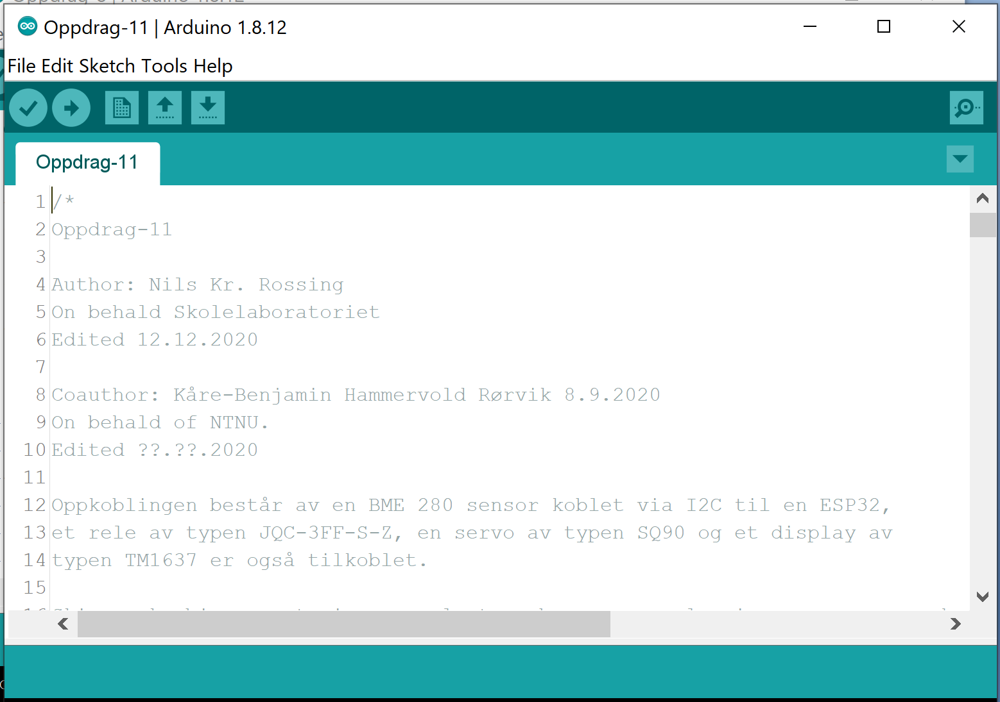 Oppdrag-11 | Arduino 1.8.12
File Edit Sketch Tools Help
Oppdrag-11
1 /*
2 Oppdrag-11
3
4 Author: Nils Kr. Rossing
5 On behald Skolelaboratoriet
6 Edited 12.12.2020
7
8 Coauthor: Kåre-Benjamin Hammervold Rørvik 8.9.2020
9 On behald of NTNU.
10 Edited ??.??.2020
11
12 Oppkoblingen består av en BME 280 sensor koblet via I2C til en ESP32,
13 et rele av typen JQC-3FF-S-Z, en servo av typen SQ90 og et display av
14 typen TM1637 er også tilkoblet.
15